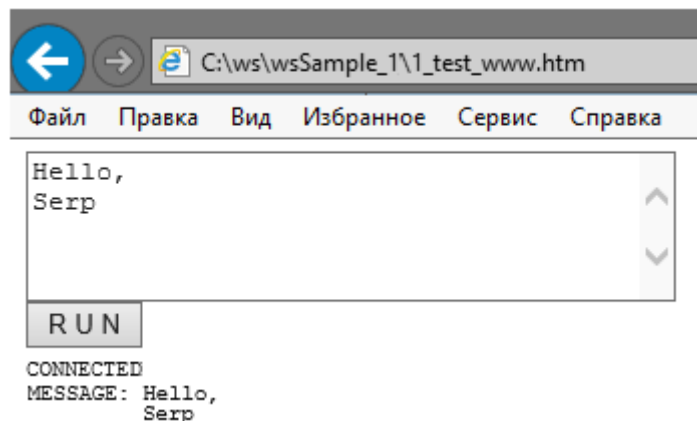 C:\ws\wsSample_1\1_test_www.htm
Файл Правка Вид Избранное Сервис Справка
Hello,
Serp
R U N
CONNECTED
MESSAGE: Hello,
Serp